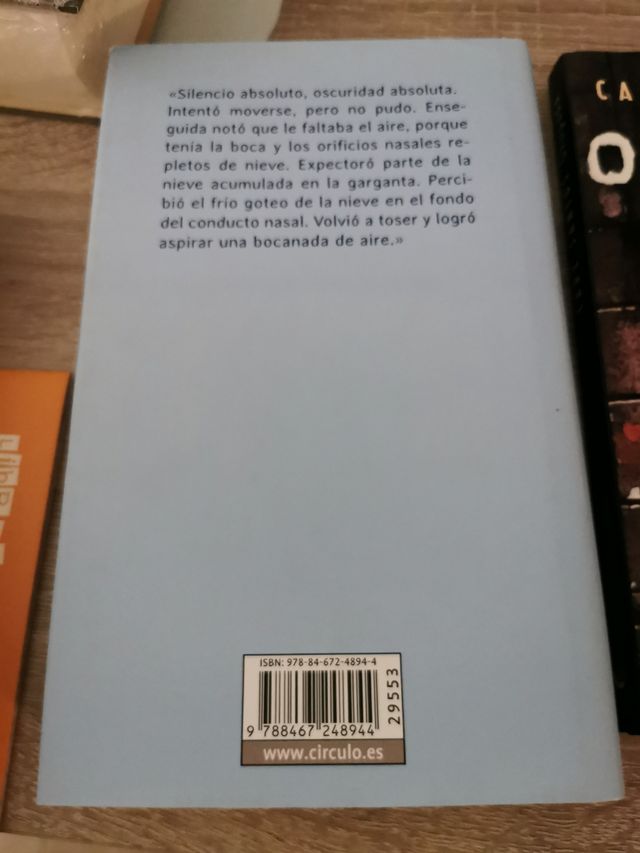 «Silencio absoluto, oscuridad absoluta.
Intentó moverse, pero no pudo. Ense-
guida notó que le faltaba el aire, porque
tenía la boca y los orificios nasales re-
pletos de nieve. Expectoró parte de la
nieve acumulada en la garganta. Perci-
bió el frío goteo de la nieve en el fondo
del conducto nasal. Volvió a toser y logró
aspirar una bocanada de aire.»
ISBN: 978-84-672-4894-4
29553
9 788467 248944
www.circulo.es
CA
O